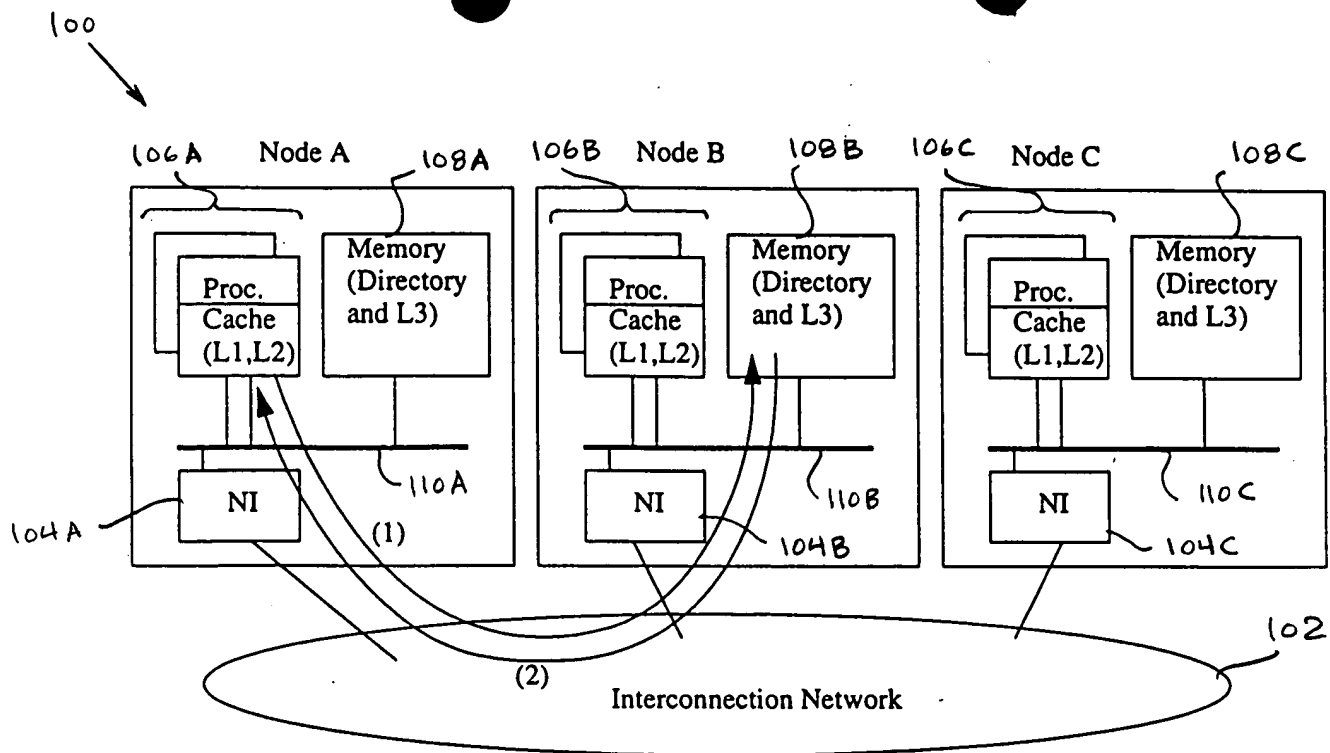 100
106A Node A 108A 106B Node B 108B 106C Node C 108C
Proc.
Cache
(L1,L2)
Memory
(Directory
and L3)
Proc.
Cache
(L1,L2)
Memory
(Directory
and L3)
Proc.
Cache
(L1,L2)
Memory
(Directory
and L3)
104A NI 110A
(1)
NI 110B
104B
NI 110C
104C
102
(2)
Interconnection Network